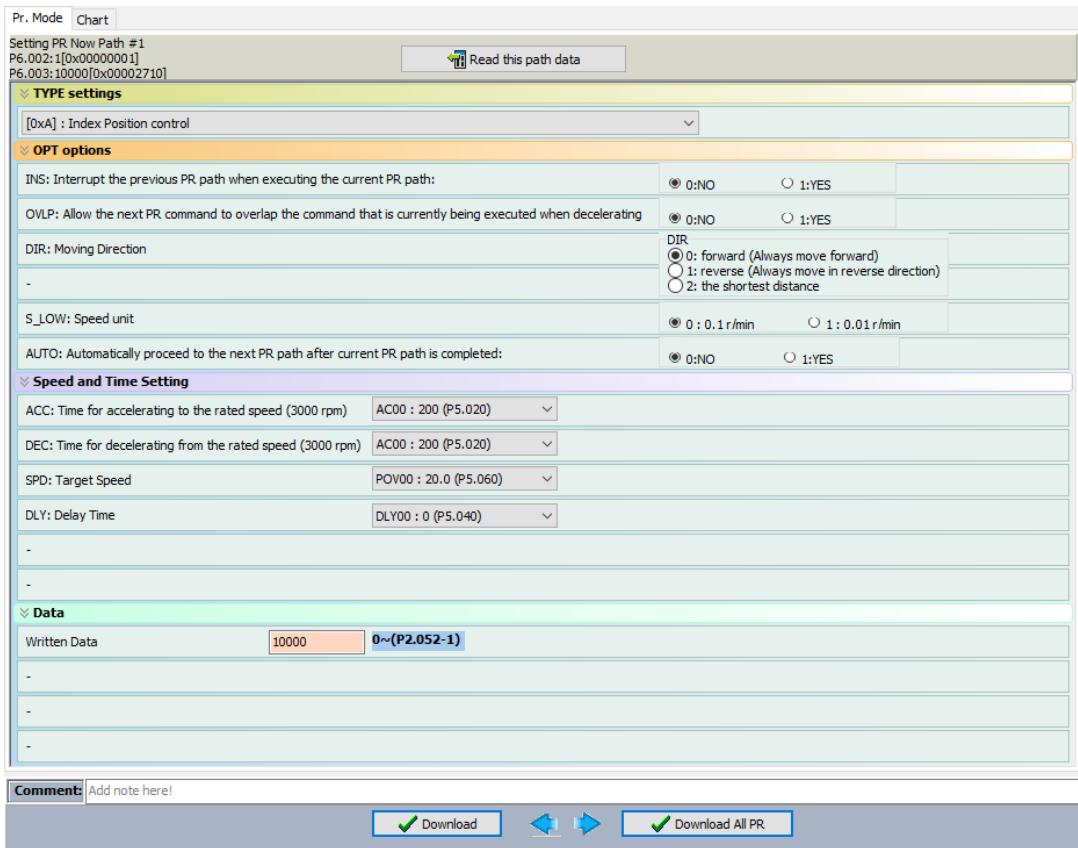 Pr. Mode Chart
Setting PR Now Path #1
P6.002:1[0x00000001]
P6.003:10000[0x00002710]
Read this path data
TYPE settings
[0xA] : Index Position control
OPT options
INS: Interrupt the previous PR path when executing the current PR path: 0:NO 1:YES
OVLP: Allow the next PR command to overlap the command that is currently being executed when decelerating 0:NO 1:YES
DIR: Moving Direction
DIR
0: forward (Always move forward)
1: reverse (Always move in reverse direction)
2: the shortest distance
-
S_LOW: Speed unit 0 : 0.1 r/min 1 : 0.01 r/min
AUTO: Automatically proceed to the next PR path after current PR path is completed: 0:NO 1:YES
Speed and Time Setting
ACC: Time for accelerating to the rated speed (3000 rpm) AC00 : 200 (P5.020)
DEC: Time for decelerating from the rated speed (3000 rpm) AC00 : 200 (P5.020)
SPD: Target Speed POV00 : 20.0 (P5.060)
DLY: Delay Time DLY00 : 0 (P5.040)
-
-
Data
Written Data 10000 0~(P2.052-1)
-
-
-
Comment: Add note here!
Download Download All PR